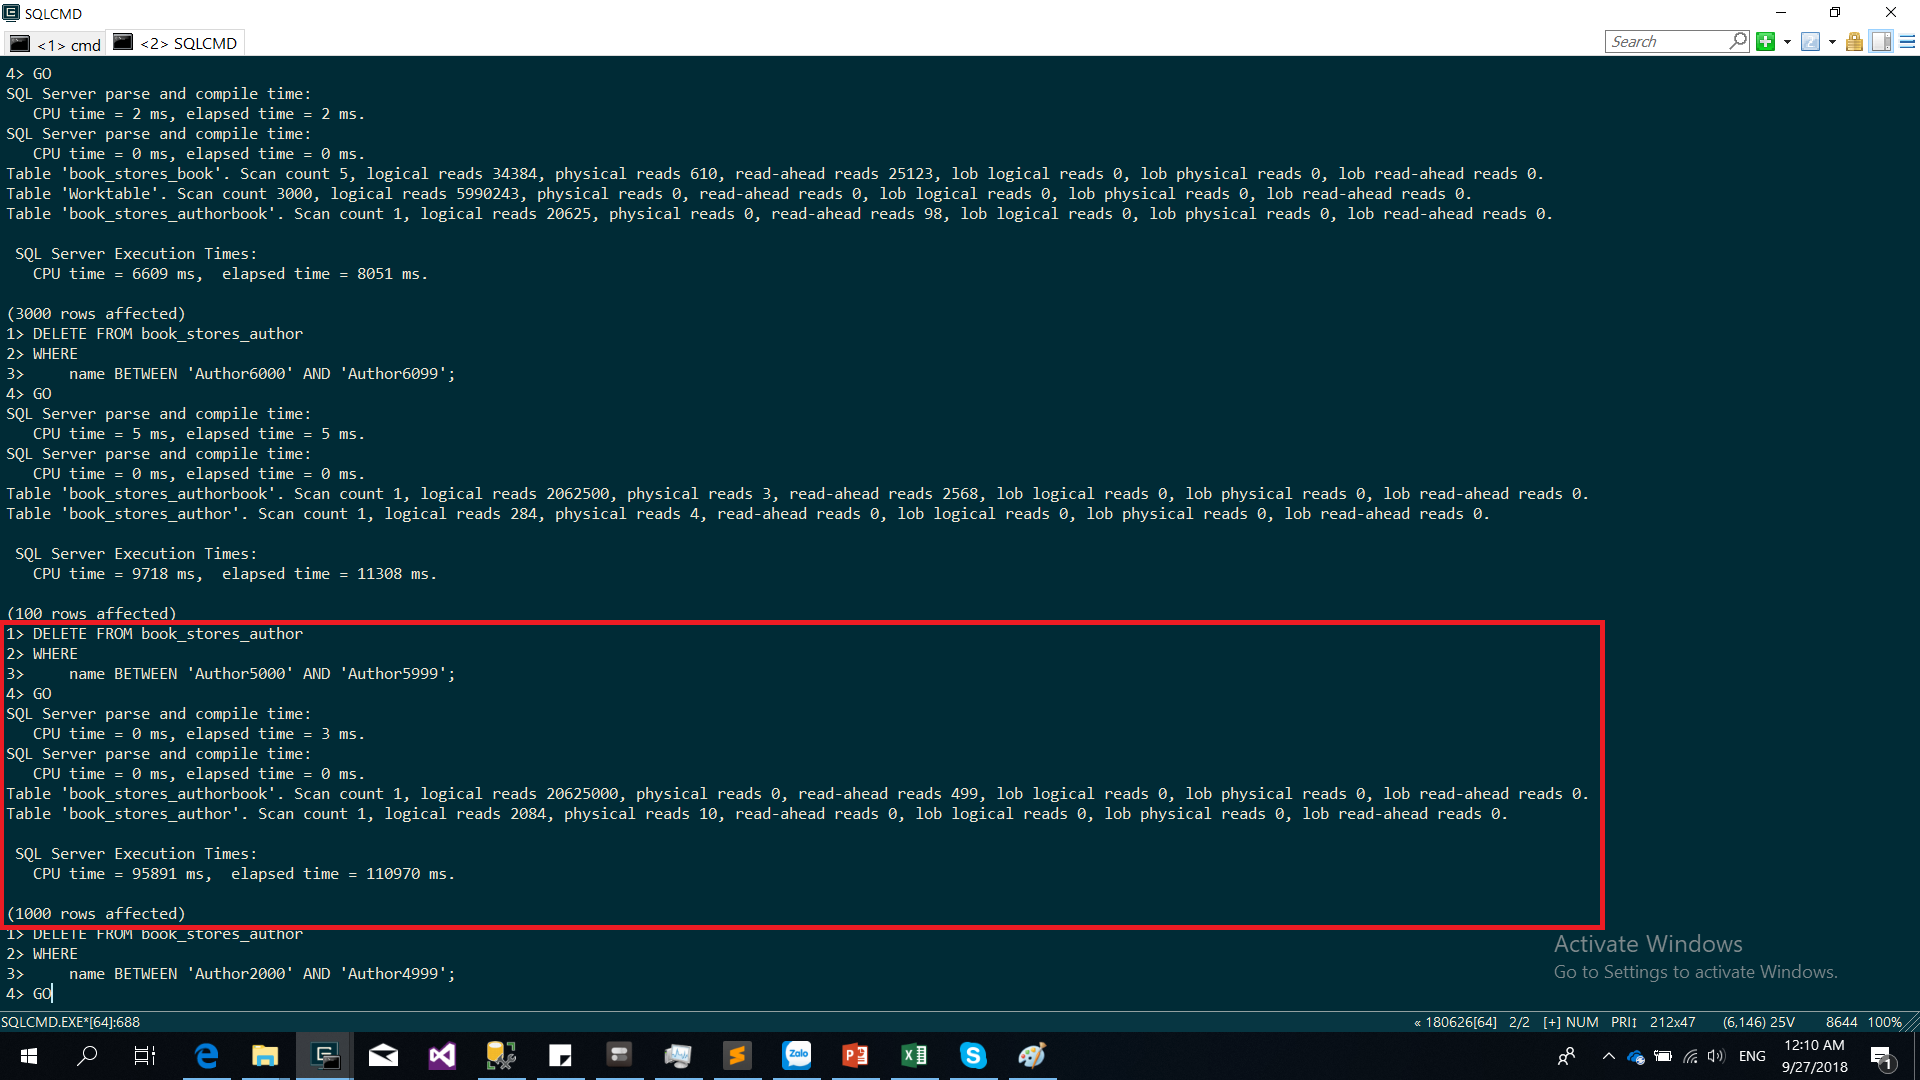 SQLCMD
<1> cmd
<2> SQLCMD
Search
4> GO
SQL Server parse and compile time:
   CPU time = 2 ms, elapsed time = 2 ms.
SQL Server parse and compile time:
   CPU time = 0 ms, elapsed time = 0 ms.
Table 'book_stores_book'. Scan count 5, logical reads 34384, physical reads 610, read-ahead reads 25123, lob logical reads 0, lob physical reads 0, lob read-ahead reads 0.
Table 'Worktable'. Scan count 3000, logical reads 5990243, physical reads 0, read-ahead reads 0, lob logical reads 0, lob physical reads 0, lob read-ahead reads 0.
Table 'book_stores_authorbook'. Scan count 1, logical reads 20625, physical reads 0, read-ahead reads 98, lob logical reads 0, lob physical reads 0, lob read-ahead reads 0.
 SQL Server Execution Times:
   CPU time = 6609 ms,  elapsed time = 8051 ms.
(3000 rows affected)
1> DELETE FROM book_stores_author
2> WHERE
3>     name BETWEEN 'Author6000' AND 'Author6099';
4> GO
SQL Server parse and compile time:
   CPU time = 5 ms, elapsed time = 5 ms.
SQL Server parse and compile time:
   CPU time = 0 ms, elapsed time = 0 ms.
Table 'book_stores_authorbook'. Scan count 1, logical reads 2062500, physical reads 3, read-ahead reads 2568, lob logical reads 0, lob physical reads 0, lob read-ahead reads 0.
Table 'book_stores_author'. Scan count 1, logical reads 284, physical reads 4, read-ahead reads 0, lob logical reads 0, lob physical reads 0, lob read-ahead reads 0.
 SQL Server Execution Times:
   CPU time = 9718 ms,  elapsed time = 11308 ms.
(100 rows affected)
1> DELETE FROM book_stores_author
2> WHERE
3>     name BETWEEN 'Author5000' AND 'Author5999';
4> GO
SQL Server parse and compile time:
   CPU time = 0 ms, elapsed time = 3 ms.
SQL Server parse and compile time:
   CPU time = 0 ms, elapsed time = 0 ms.
Table 'book_stores_authorbook'. Scan count 1, logical reads 20625000, physical reads 0, read-ahead reads 499, lob logical reads 0, lob physical reads 0, lob read-ahead reads 0.
Table 'book_stores_author'. Scan count 1, logical reads 2084, physical reads 10, read-ahead reads 0, lob logical reads 0, lob physical reads 0, lob read-ahead reads 0.
 SQL Server Execution Times:
   CPU time = 95891 ms,  elapsed time = 110970 ms.
(1000 rows affected)
1> DELETE FROM book_stores_author
2> WHERE
3>     name BETWEEN 'Author2000' AND 'Author4999';
4> GO
Activate Windows
Go to Settings to activate Windows.
SQLCMD.EXE*[64]:688
« 180626[64] 2/2 [+] NUM PRI↕ 212x47 (6,146) 25V 8644 100%
Zalo
ENG
12:10 AM
9/27/2018
1